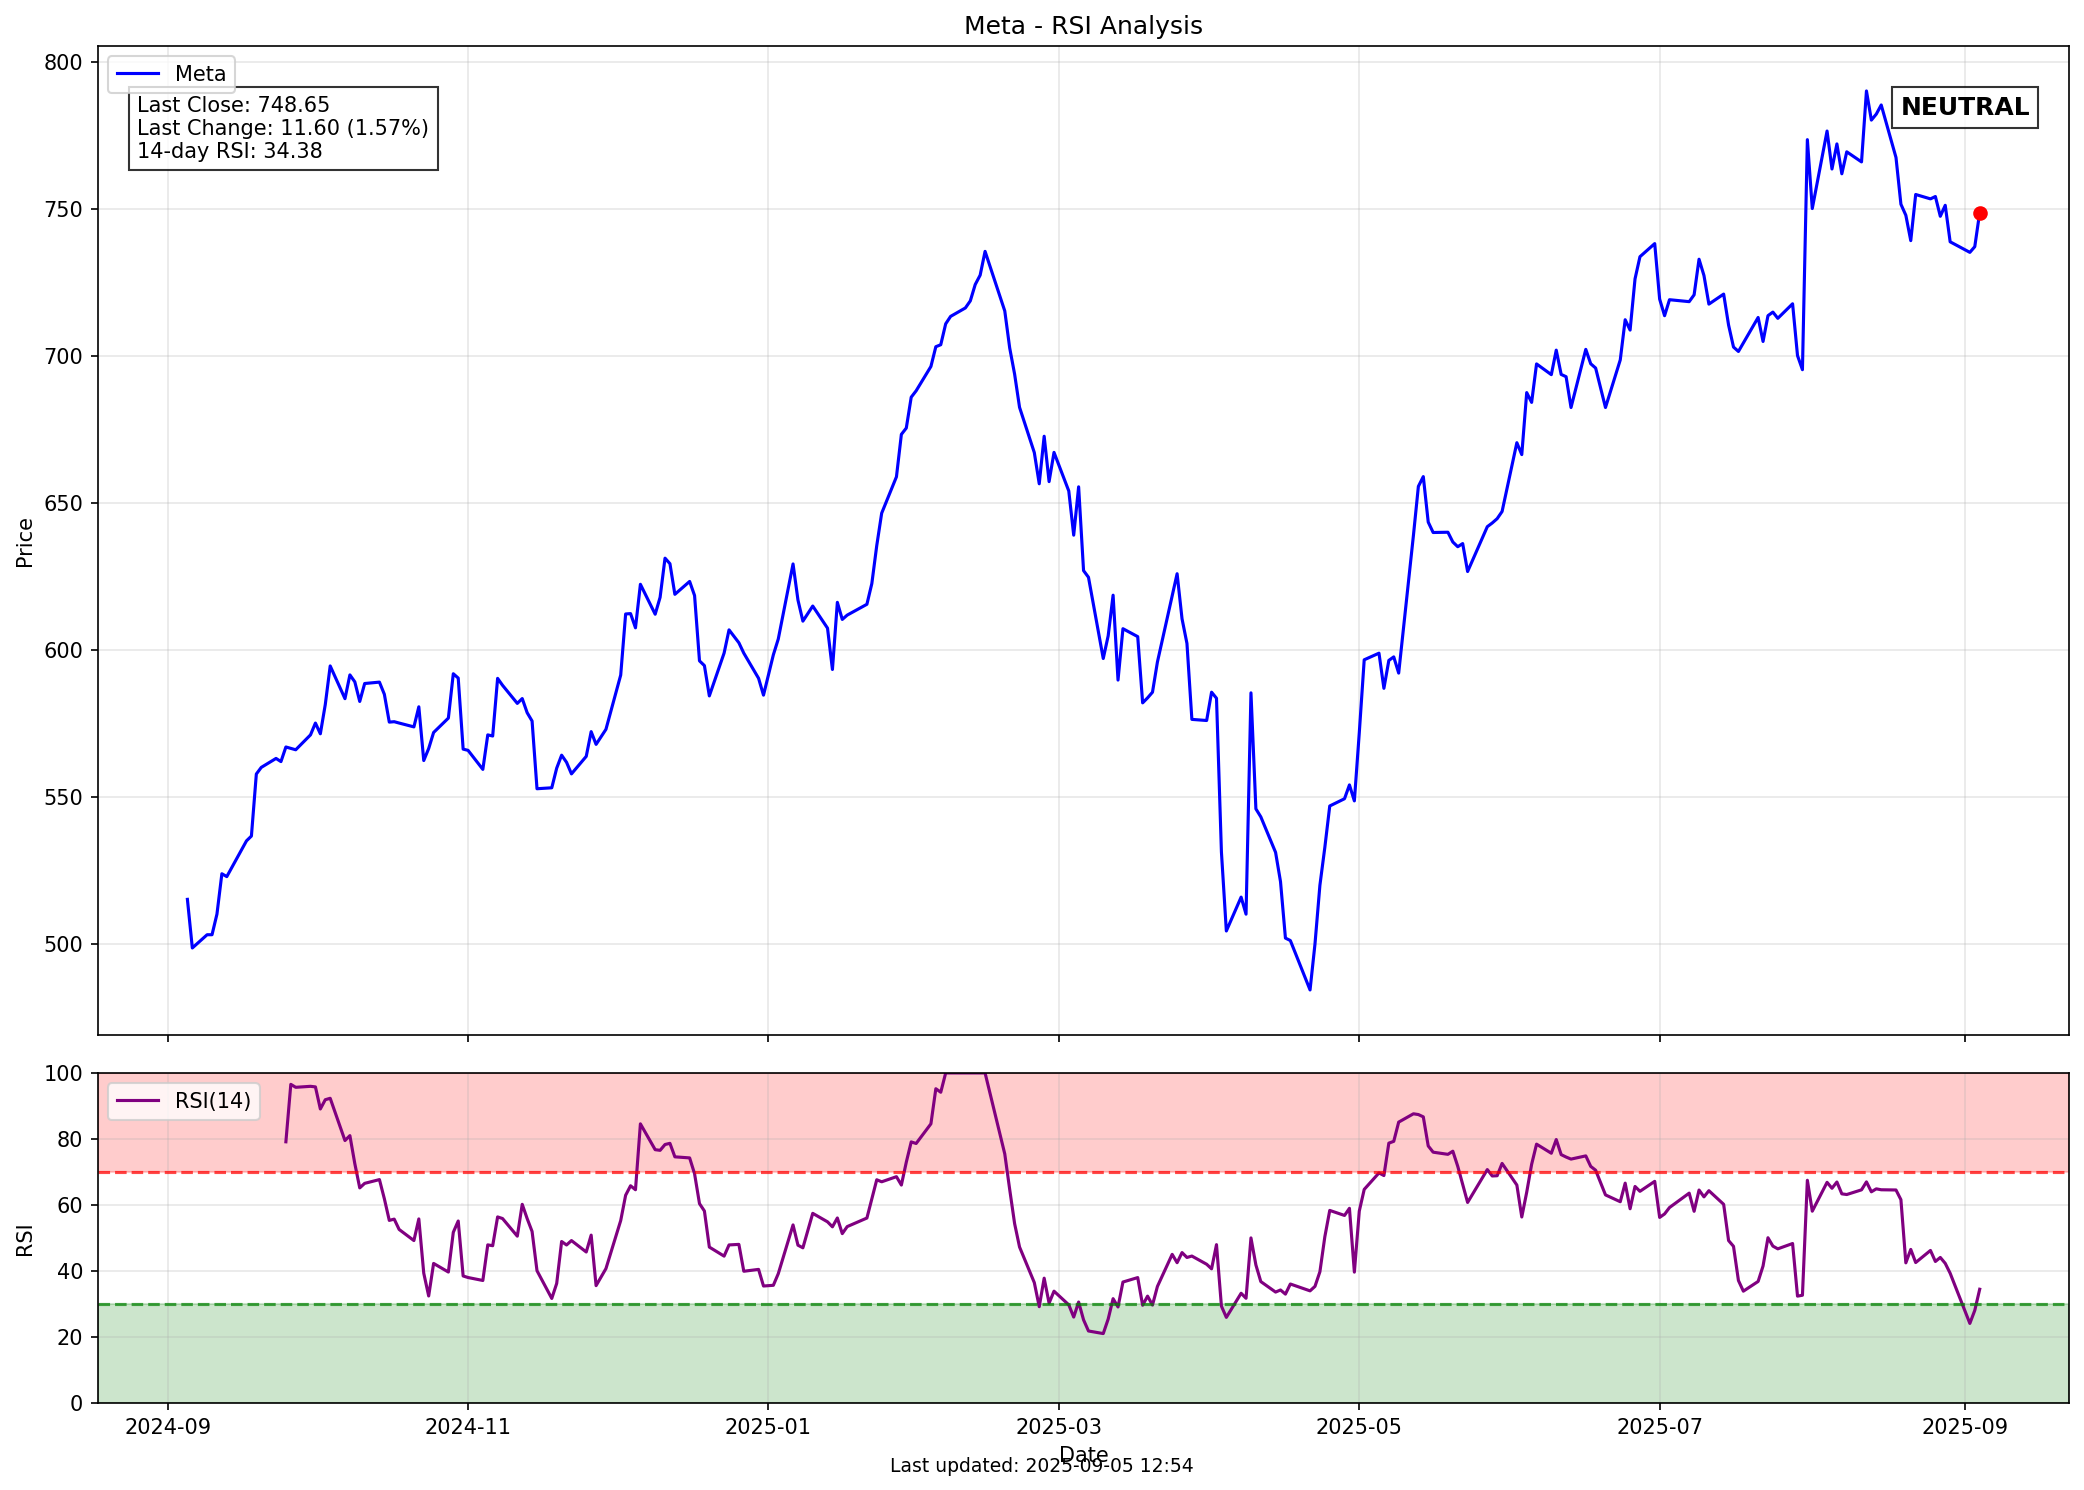 Meta - RSI Analysis
Meta
Last Close: 748.65
Last Change: 11.60 (1.57%)
14-day RSI: 34.38
NEUTRAL
Price
800
750
700
650
600
550
500
RSI(14)
RSI
100
80
60
40
20
0
2024-09
2024-11
2025-01
2025-03
2025-05
2025-07
2025-09
Date
Last updated: 2025-09-05 12:54